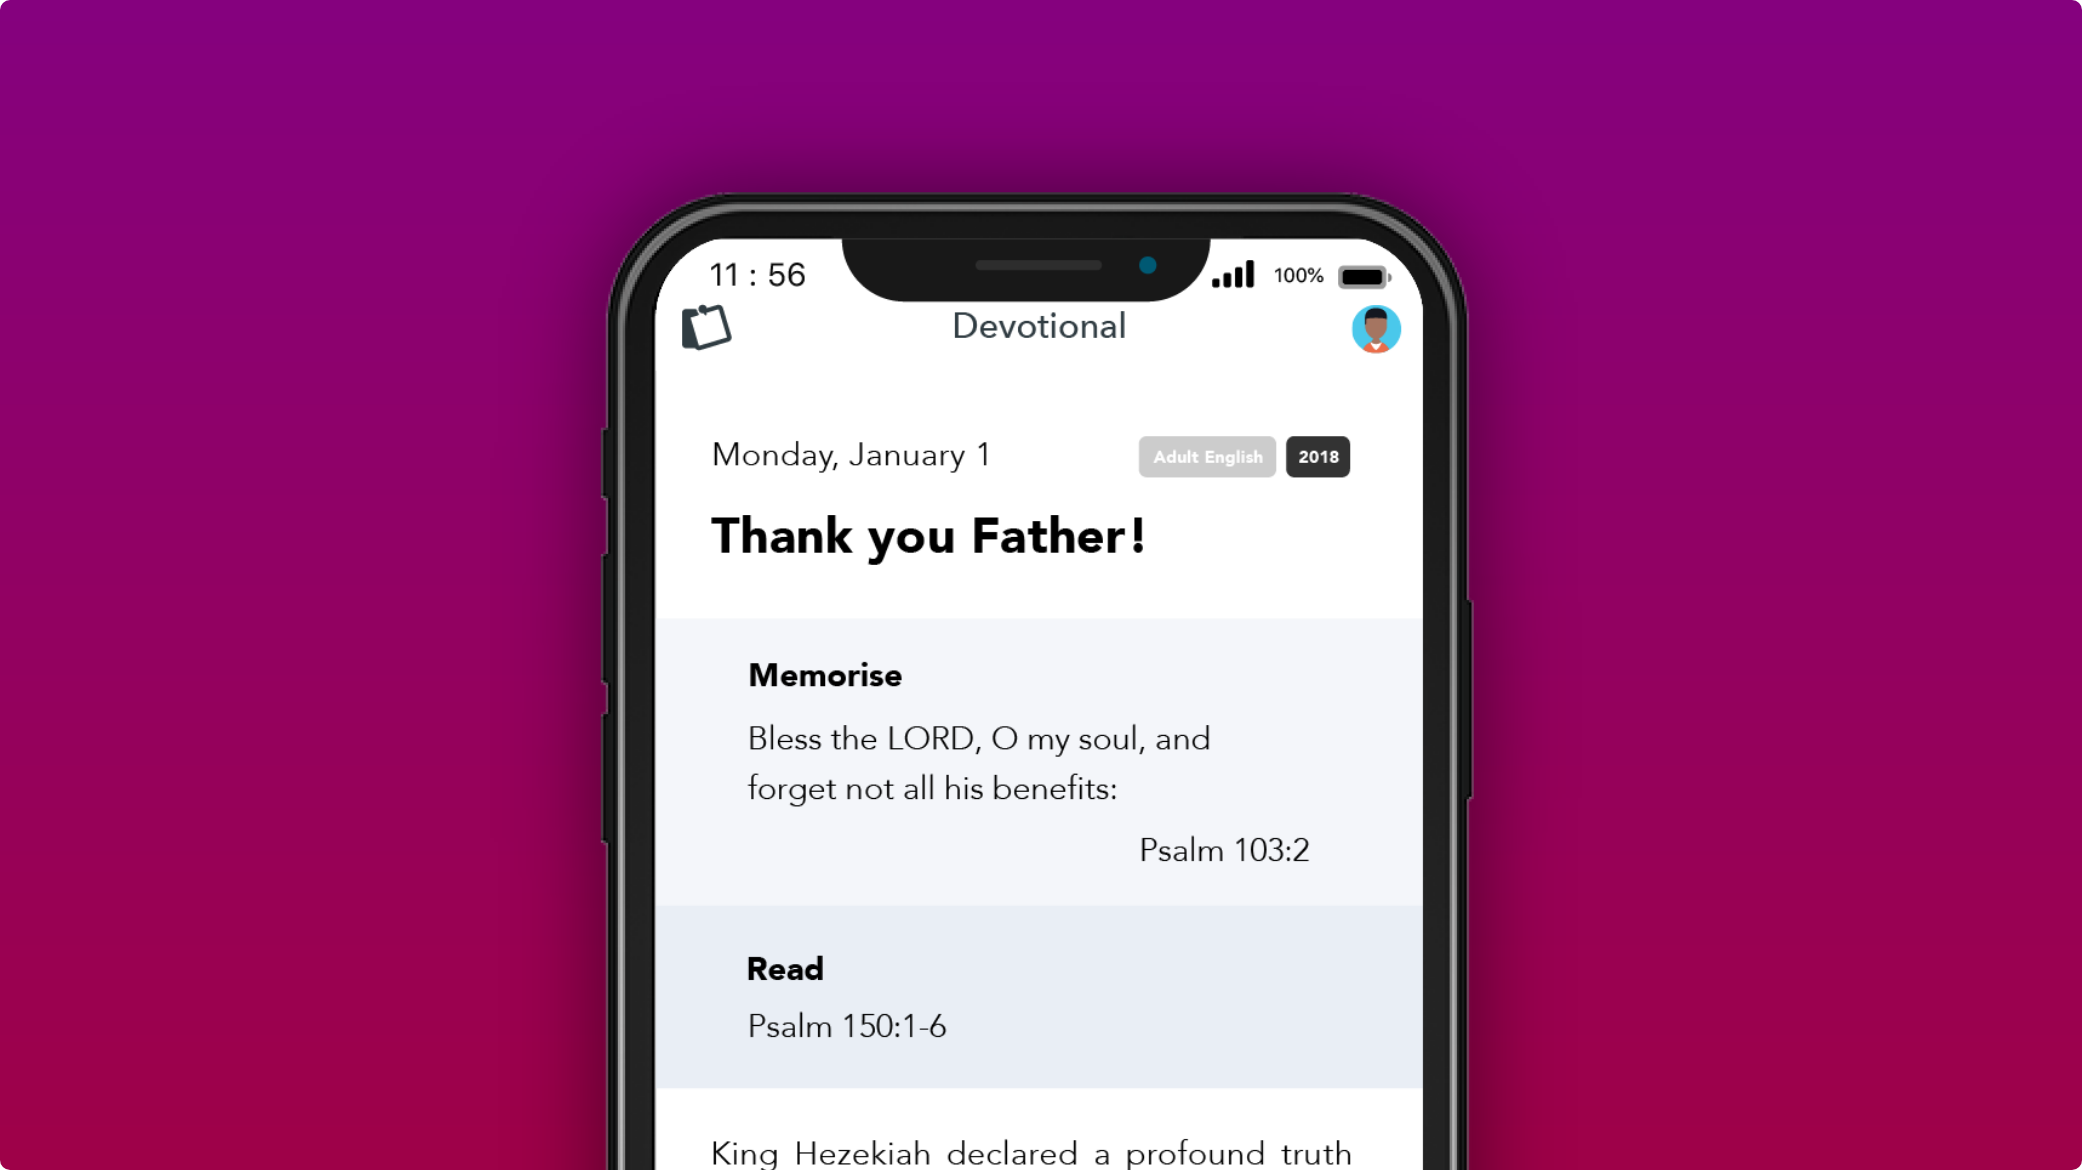 11 : 56
100%
Devotional
Monday, January 1
Adult English
2018
Thank you Father!
Memorise
Bless the LORD, O my soul, and
forget not all his benefits:
Psalm 103:2
Read
Psalm 150:1-6
King Hezekiah declared a profound truth